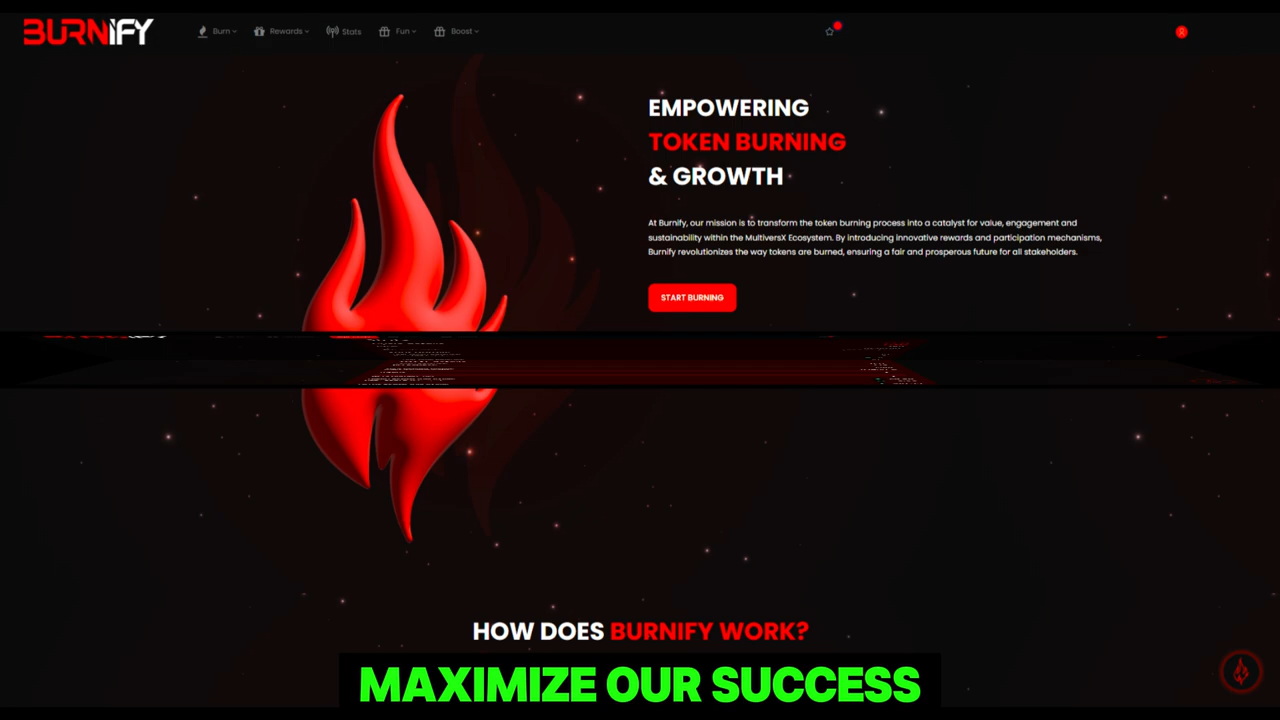 BURNIFY
Burn
Rewards
Stats
Fun
Boost
EMPOWERING
TOKEN BURNING
& GROWTH
At Burnify, our mission is to transform the token burning process into a catalyst for value, engagement and
sustainability within the MultiversX Ecosystem. By introducing innovative rewards and participation mechanisms,
Burnify revolutionizes the way tokens are burned, ensuring a fair and prosperous future for all stakeholders.
START BURNING
HOW DOES BURNIFY WORK?
MAXIMIZE OUR SUCCESS